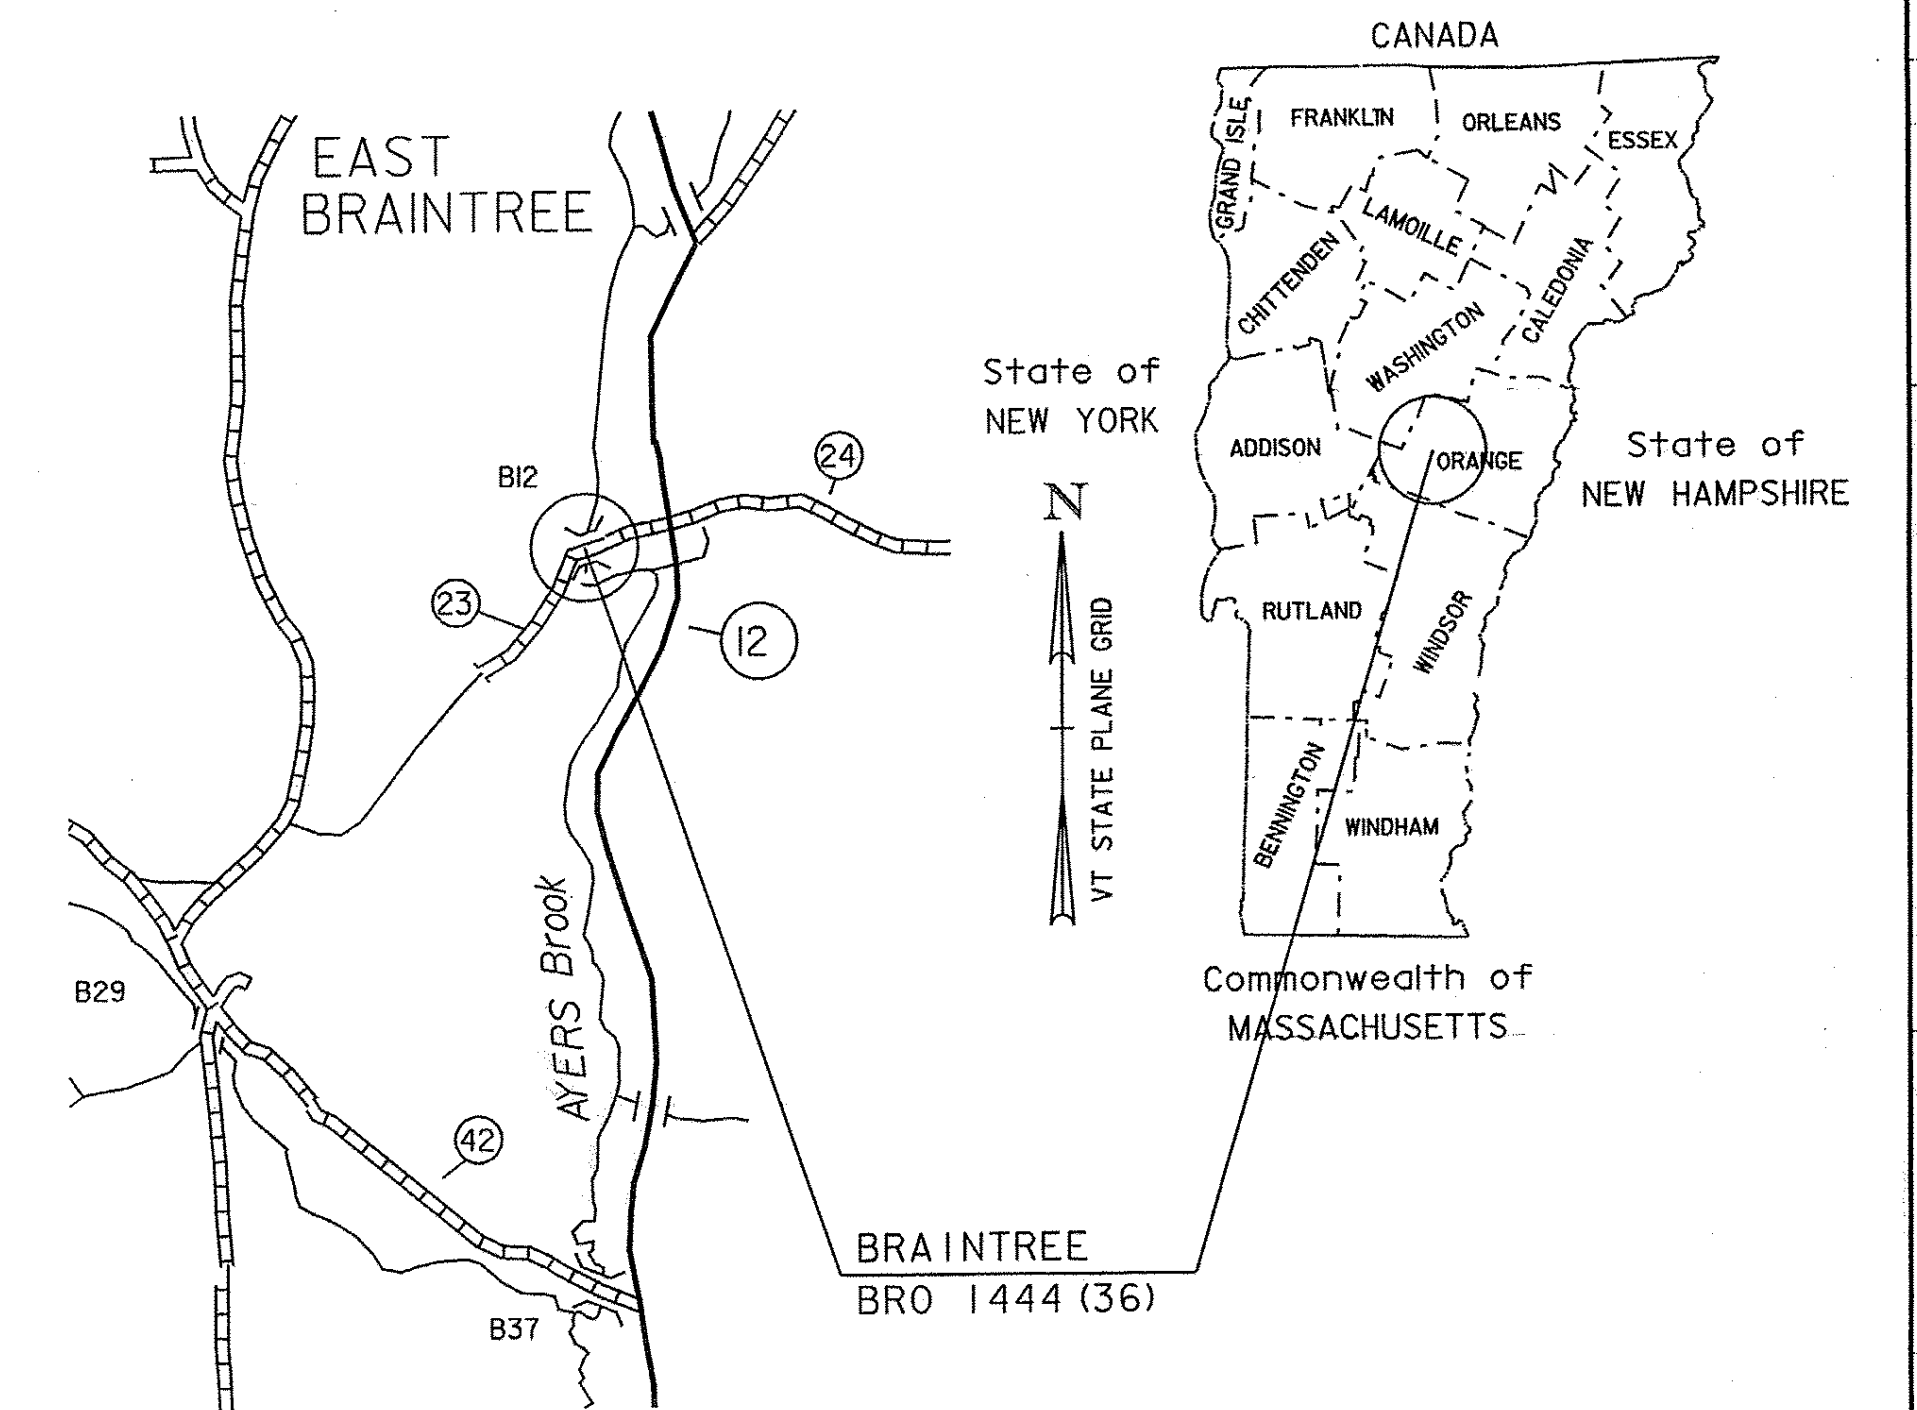 CANADA
EAST
BRAINTREE
GRAND ISLE
FRANKLIN
ORLEANS
ESSEX
LAMOILLE
CHITTENDEN
CALEDONIA
WASHINGTON
State of
NEW YORK
ADDISON
ORANGE
State of
NEW HAMPSHIRE
B12
24
N
23
12
VT STATE PLANE GRID
RUTLAND
WINDSOR
BENNINGTON
WINDHAM
AYERS Brook
Commonwealth of
MASSACHUSETTS
B29
42
B37
BRAINTREE
BRO 1444 (36)